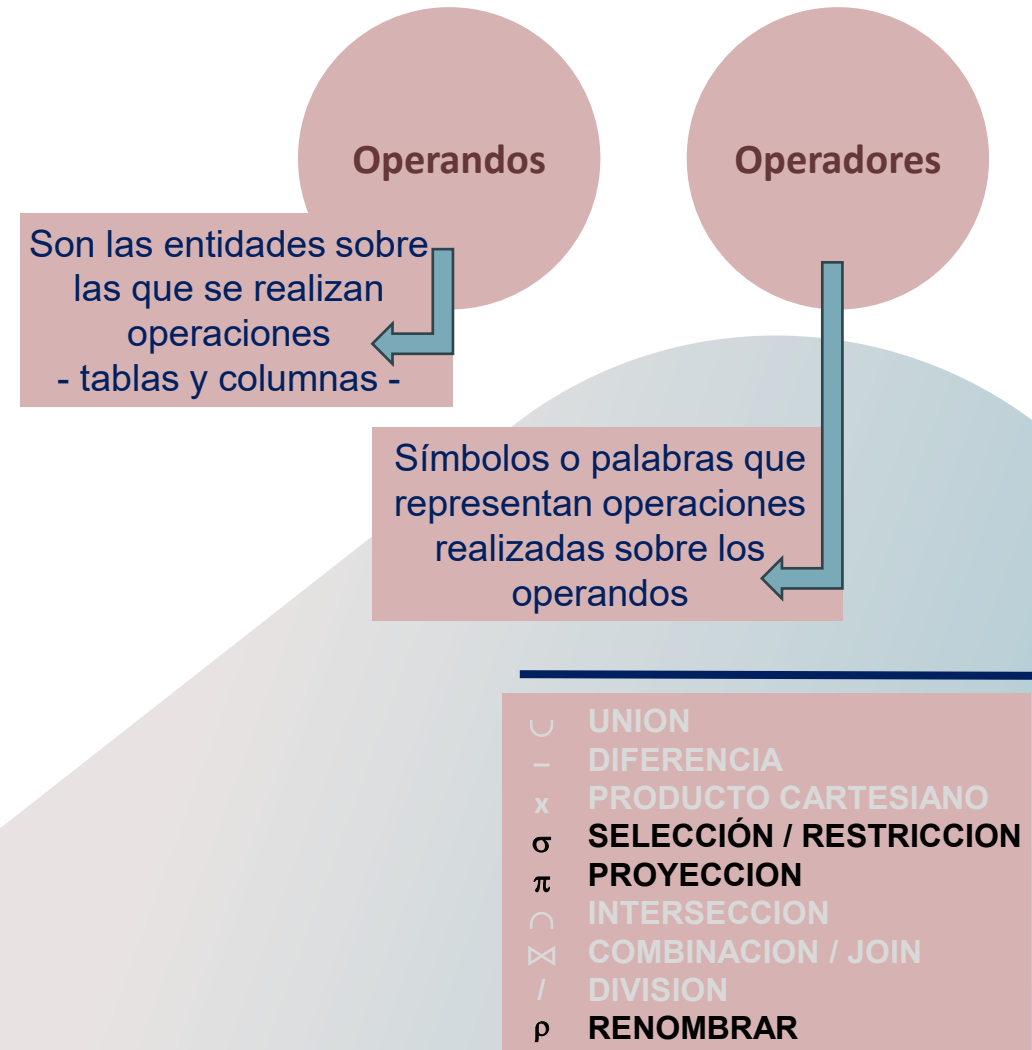 Operandos
Operadores
Son las entidades sobre
las que se realizan
operaciones
- tablas y columnas -
Símbolos o palabras que
representan operaciones
realizadas sobre los
operandos
∪ UNION
– DIFERENCIA
x PRODUCTO CARTESIANO
σ SELECCIÓN / RESTRICCION
π PROYECCION
∩ INTERSECCION
⋈ COMBINACION / JOIN
/ DIVISION
ρ RENOMBRAR